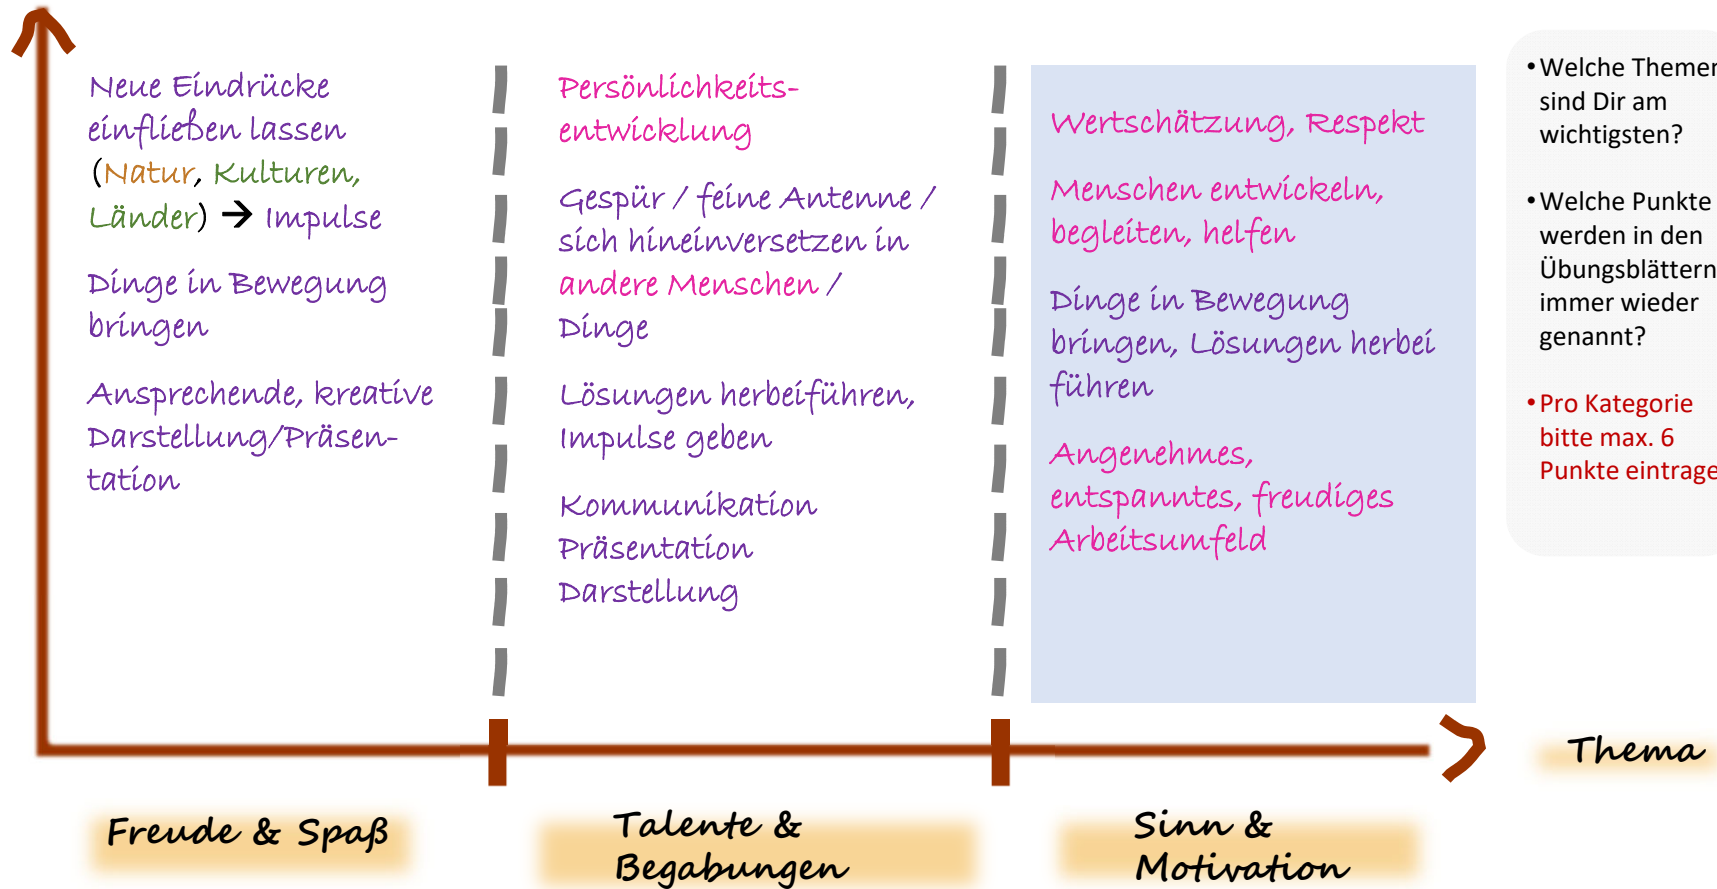 Neue Eindrücke
einfließen lassen
(Natur, Kulturen,
Länder) → Impulse
Dinge in Bewegung
bringen
Ansprechende, kreative
Darstellung/Präsen-
tation
Persönlichkeits-
entwicklung
Gespür / feine Antenne /
sich hineinversetzen in
andere Menschen /
Dinge
Lösungen herbeiführen,
Impulse geben
Kommunikation
Präsentation
Darstellung
Wertschätzung, Respekt
Menschen entwickeln,
begleiten, helfen
Dinge in Bewegung
bringen, Lösungen herbei
führen
Angenehmes,
entspanntes, freudiges
Arbeitsumfeld
• Welche Themen
sind Dir am
wichtigsten?
• Welche Punkte
werden in den
Übungsblättern
immer wieder
genannt?
• Pro Kategorie
bitte max. 6
Punkte eintrage
Thema
Freude & Spaß
Talente &
Begabungen
Sinn &
Motivation